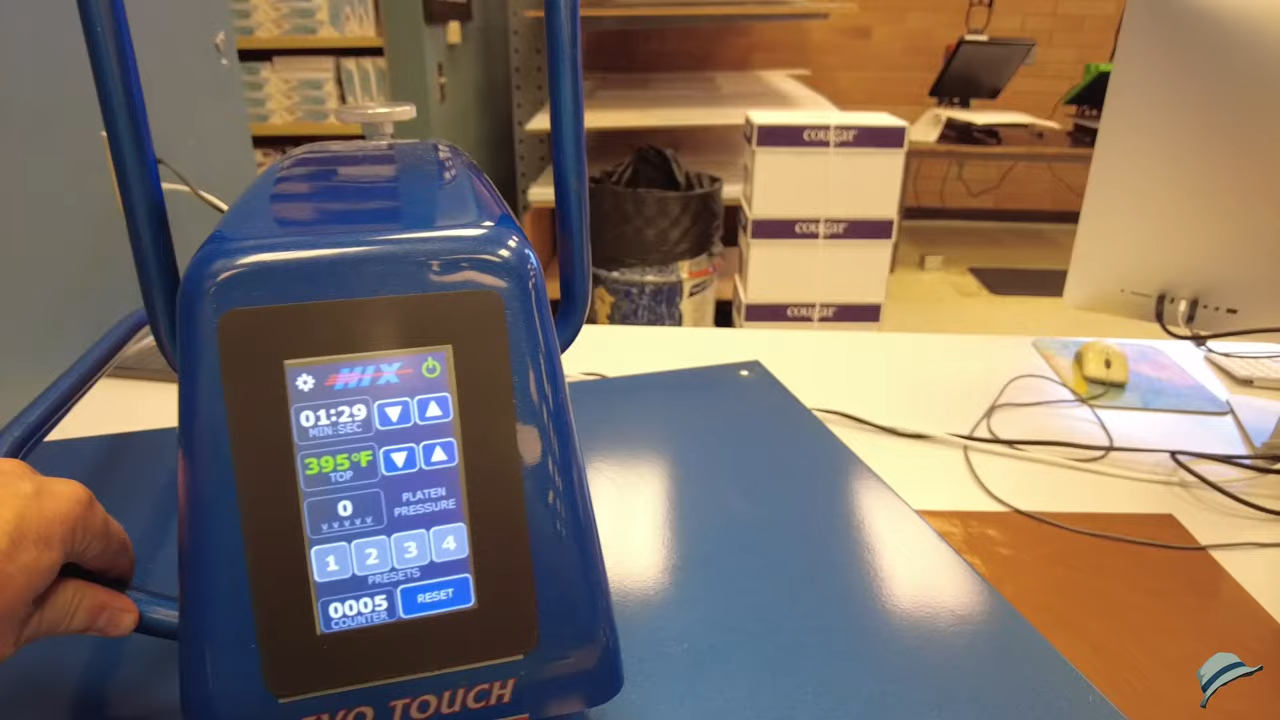 cougar
cougar
cougar
HIX
01:29
MIN:SEC
395°F
TOP
0
V V V V V
PLATEN
PRESSURE
1 2 3 4
PRESETS
0005
COUNTER
RESET
TOUCH